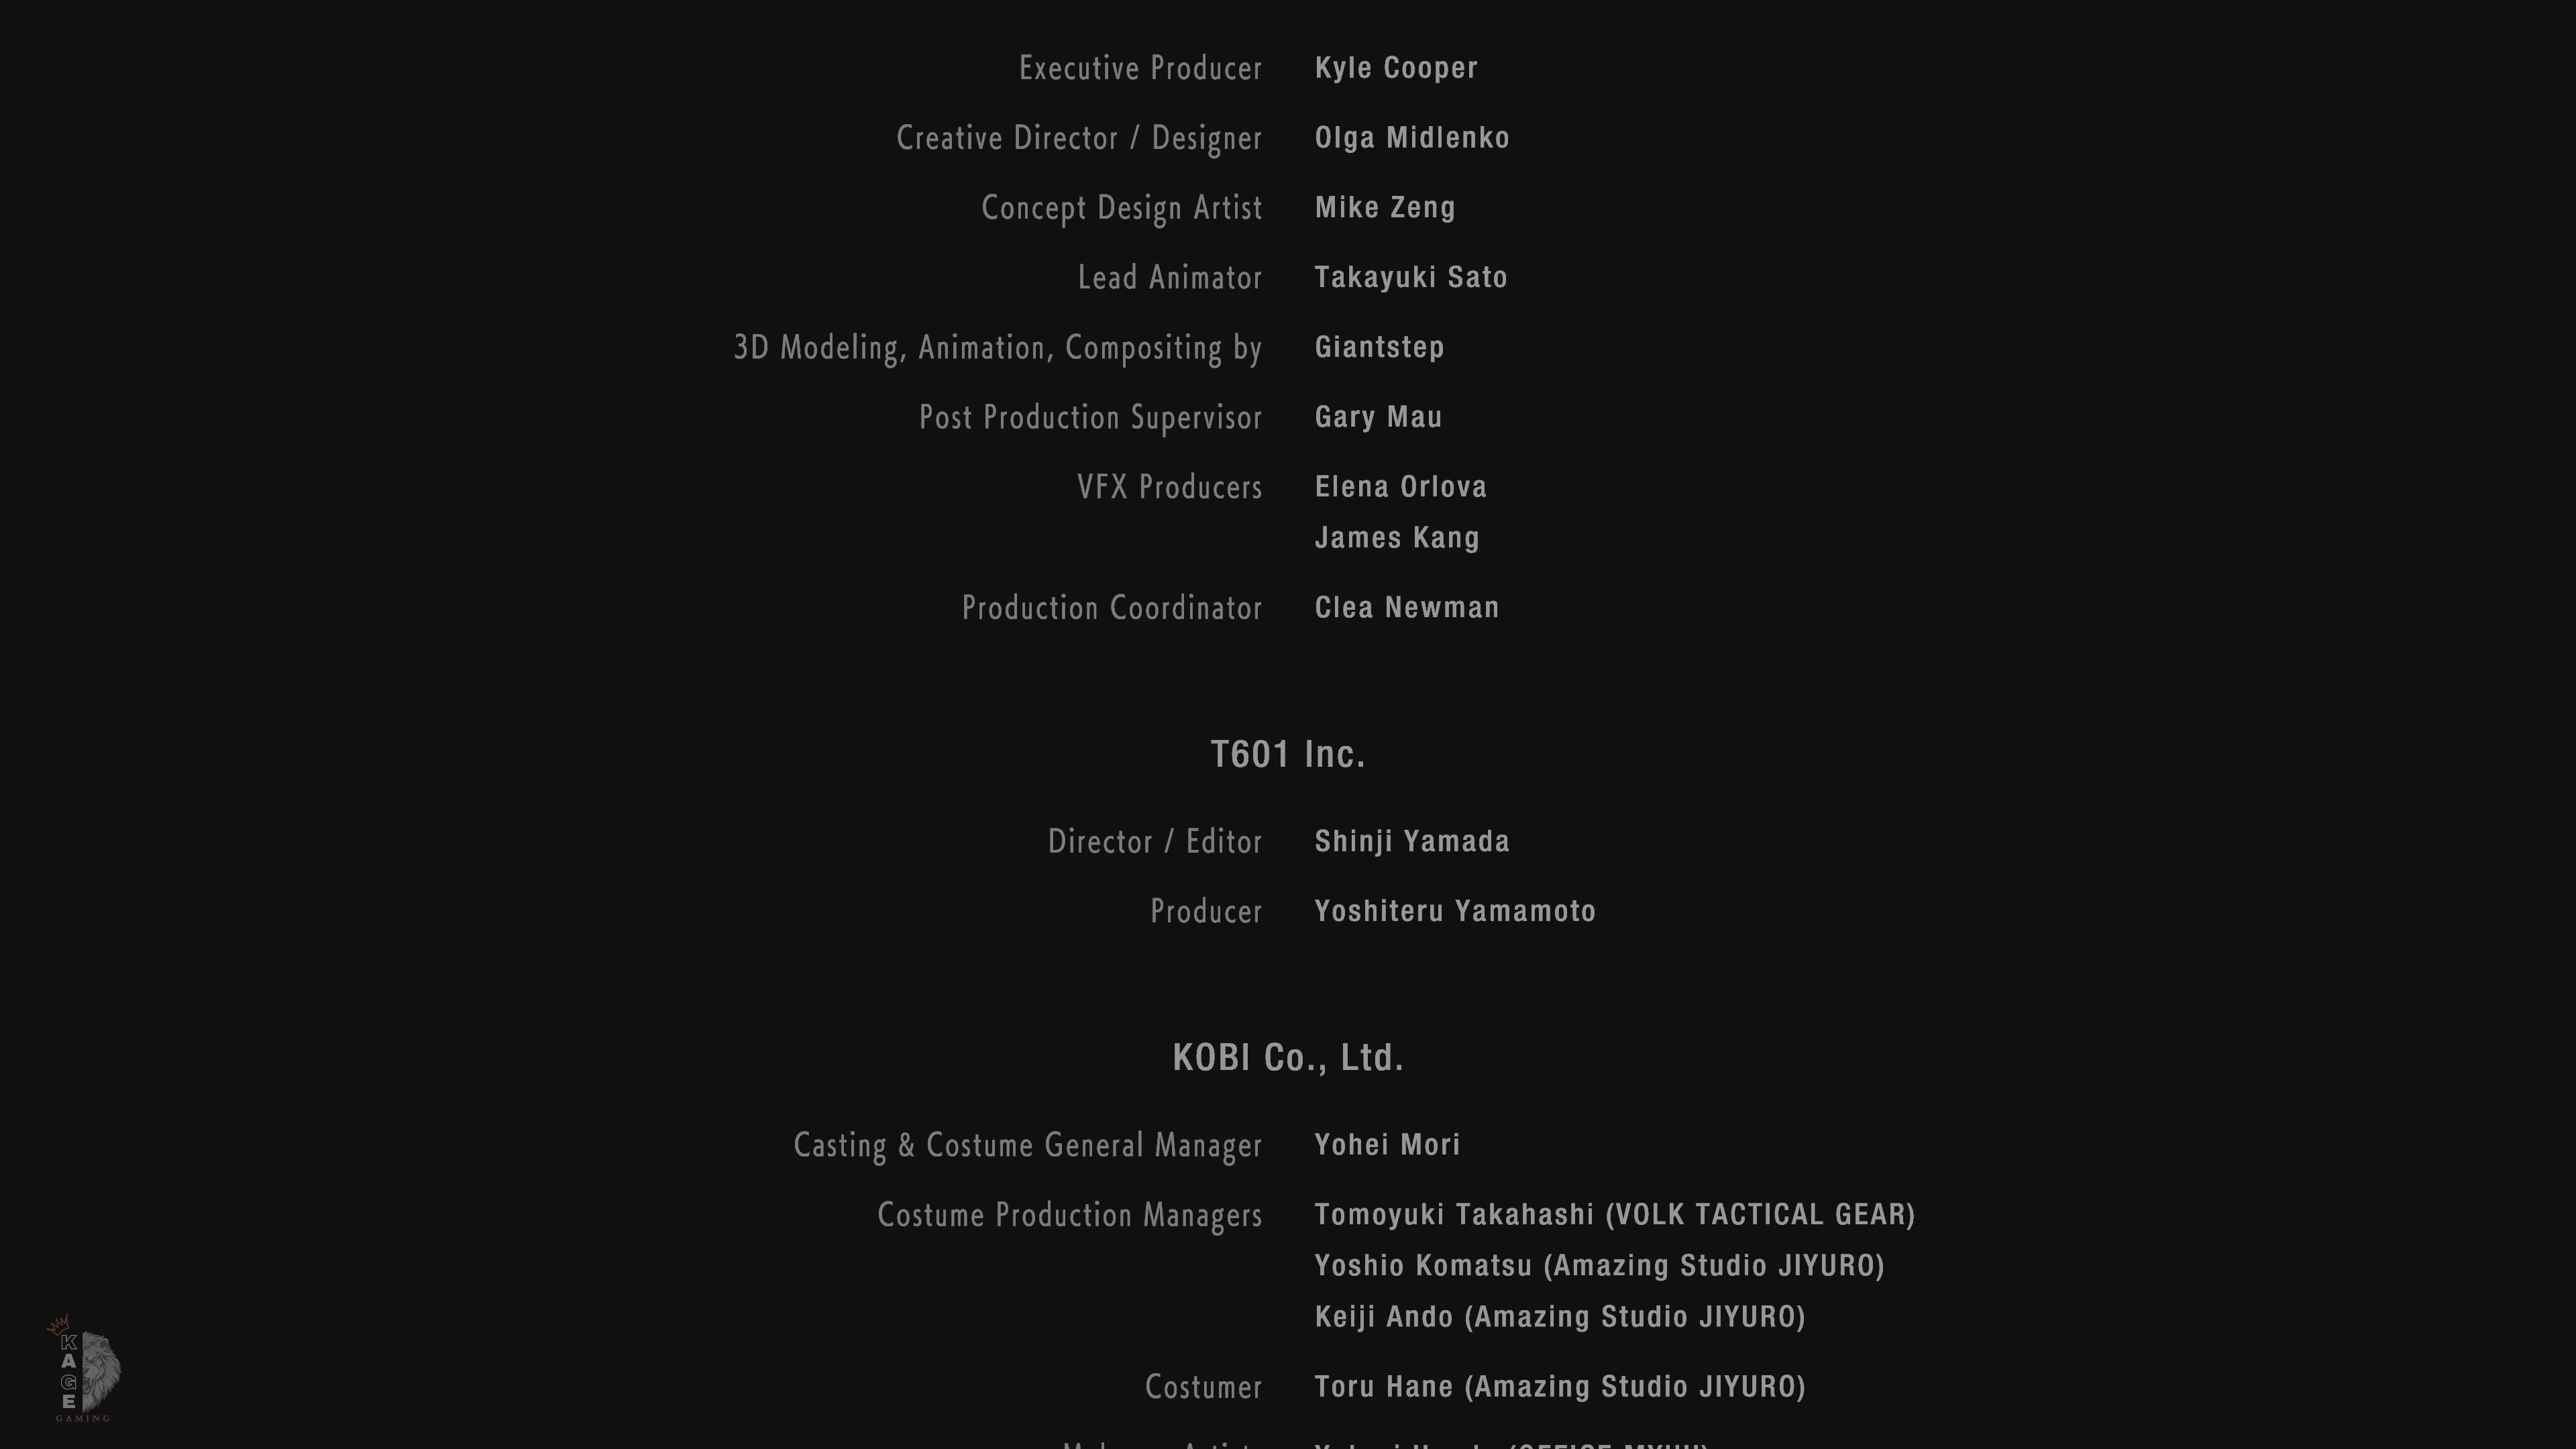 Executive Producer Kyle Cooper
Creative Director / Designer Olga Midlenko
Concept Design Artist Mike Zeng
Lead Animator Takayuki Sato
3D Modeling, Animation, Compositing by Giantstep
Post Production Supervisor Gary Mau
VFX Producers Elena Orlova
James Kang
Production Coordinator Clea Newman
T601 Inc.
Director / Editor Shinji Yamada
Producer Yoshiteru Yamamoto
KOBI Co., Ltd.
Casting & Costume General Manager Yohei Mori
Costume Production Managers Tomoyuki Takahashi (VOLK TACTICAL GEAR)
Yoshio Komatsu (Amazing Studio JIYURO)
Keiji Ando (Amazing Studio JIYURO)
Costumer Toru Hane (Amazing Studio JIYURO)
KAGE
GAMING